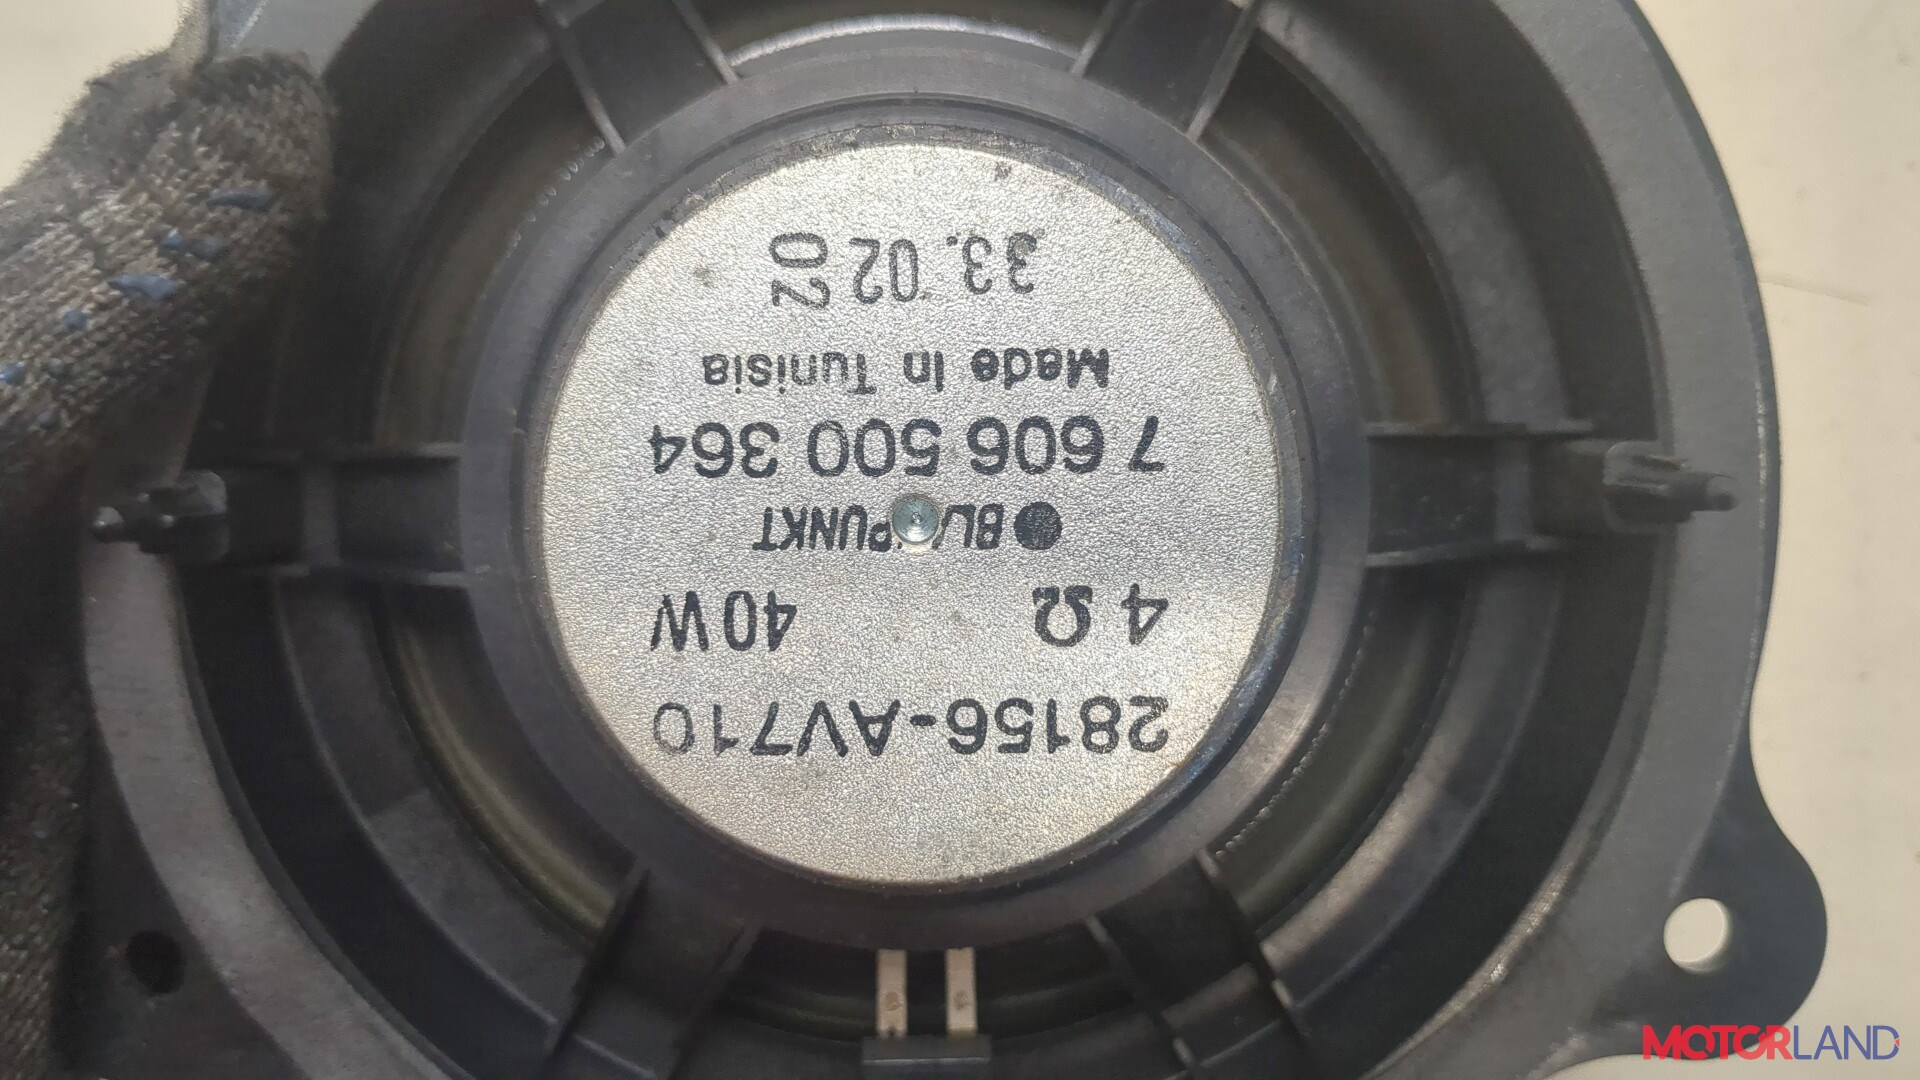 28156-AV710
4 Ω 40W
BLAUPUNKT
7 606 500 364
Made In Tunisia
33.02 02
MOTORLAND